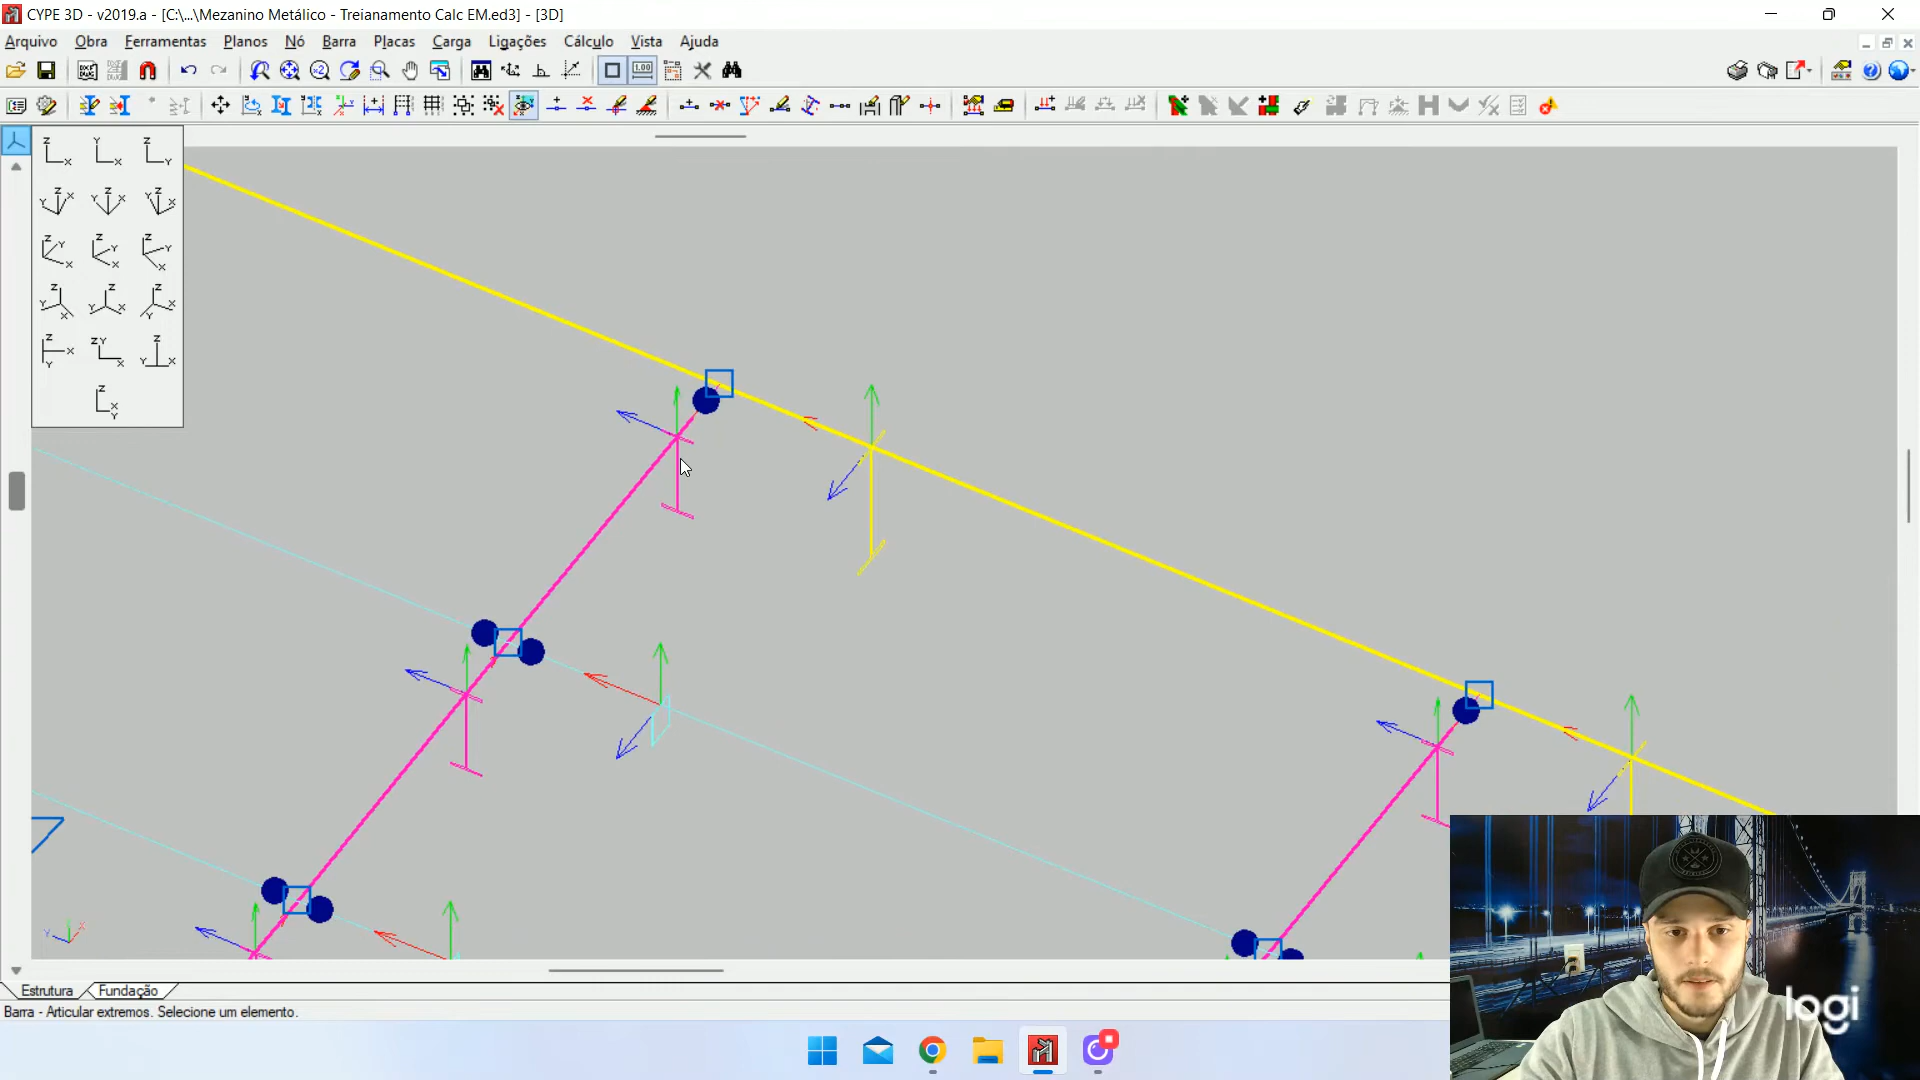 CYPE 3D - v2019.a - [C:\...\Mezanino Metálico - Treianamento Calc EM.ed3] - [3D]
Arquivo Obra Ferramentas Planos Nó Barra Placas Carga Ligações Cálculo Vista Ajuda
Z X Y X Z Y
Y Z X Y Z X Y Z X
Z Y X Z Y X Z Y X
Z Y X Z Y X Z X Y
Z X Y ZY X Z Y X
Z X Y
Estrutura Fundação
Barra - Articular extremos. Selecione um elemento.
logi